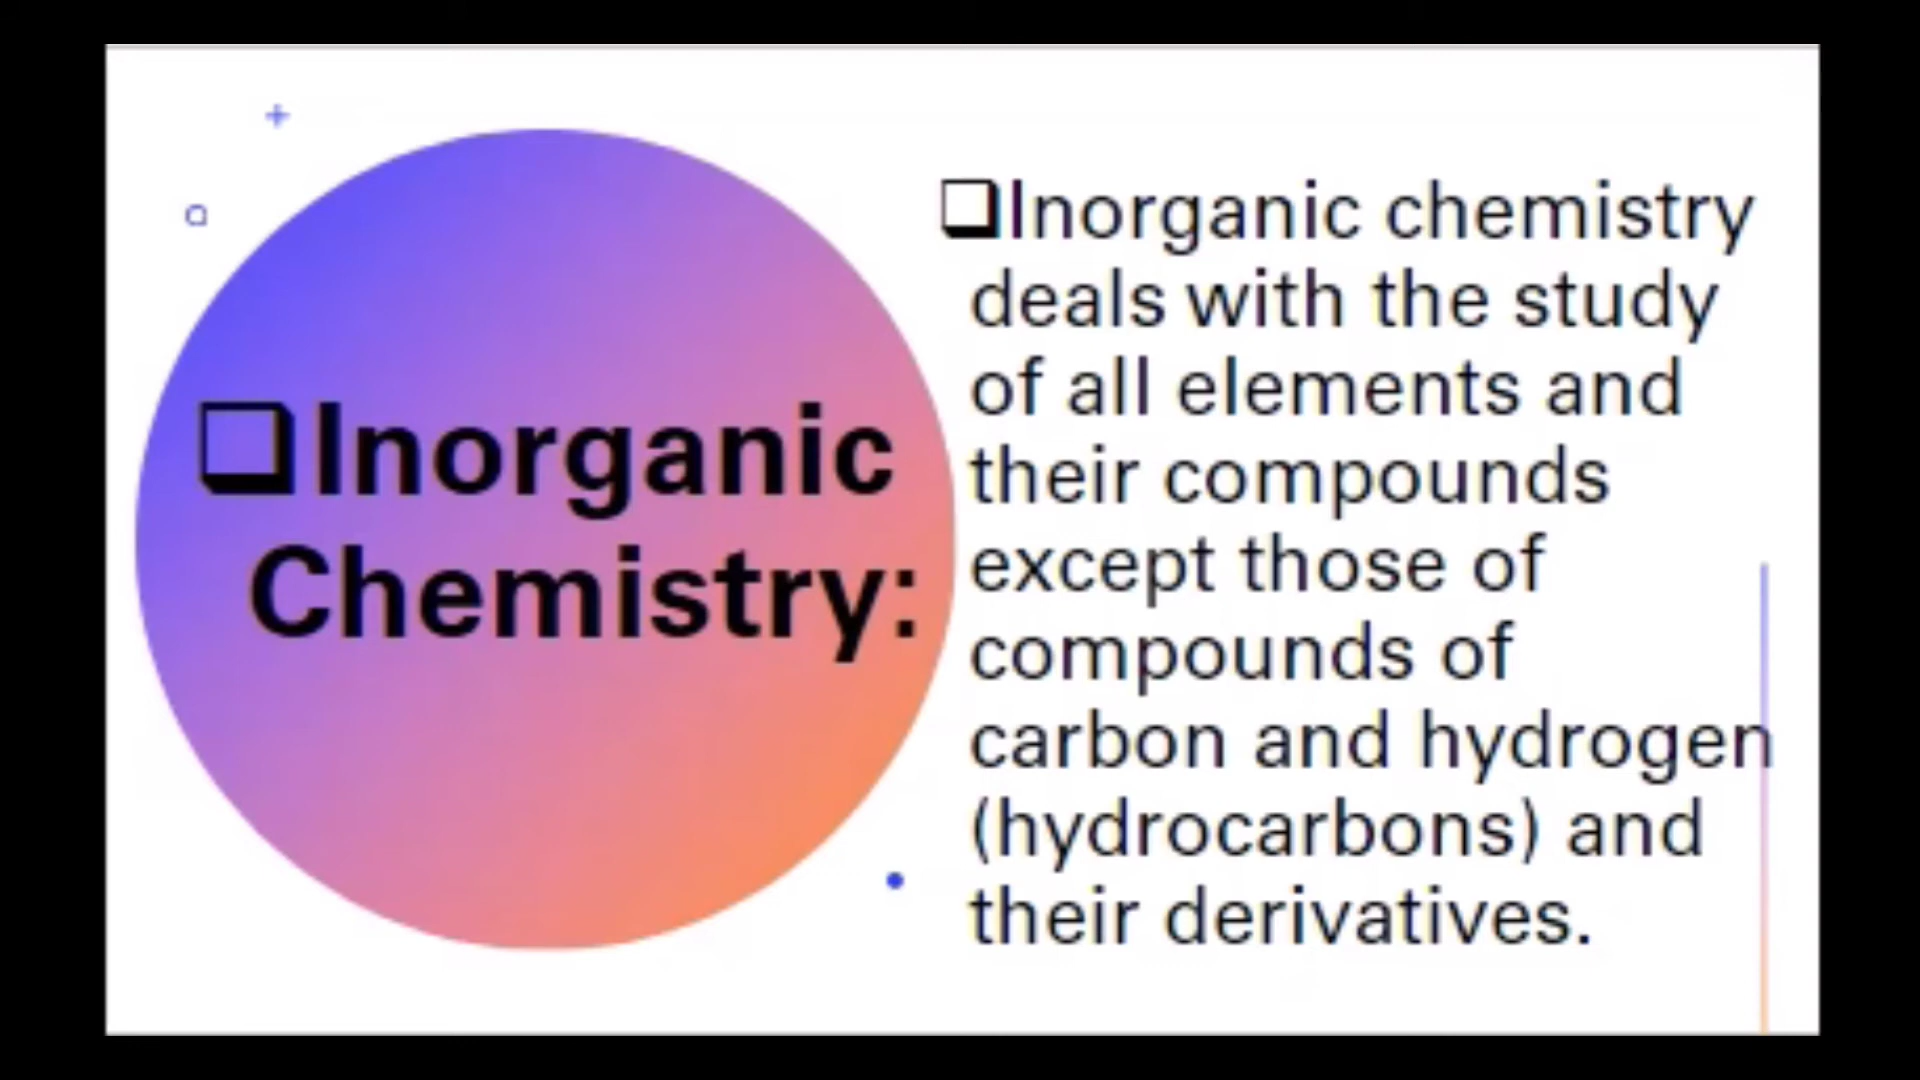 ❑Inorganic
Chemistry:
❑Inorganic chemistry
deals with the study
of all elements and
their compounds
except those of
compounds of
carbon and hydrogen
(hydrocarbons) and
their derivatives.